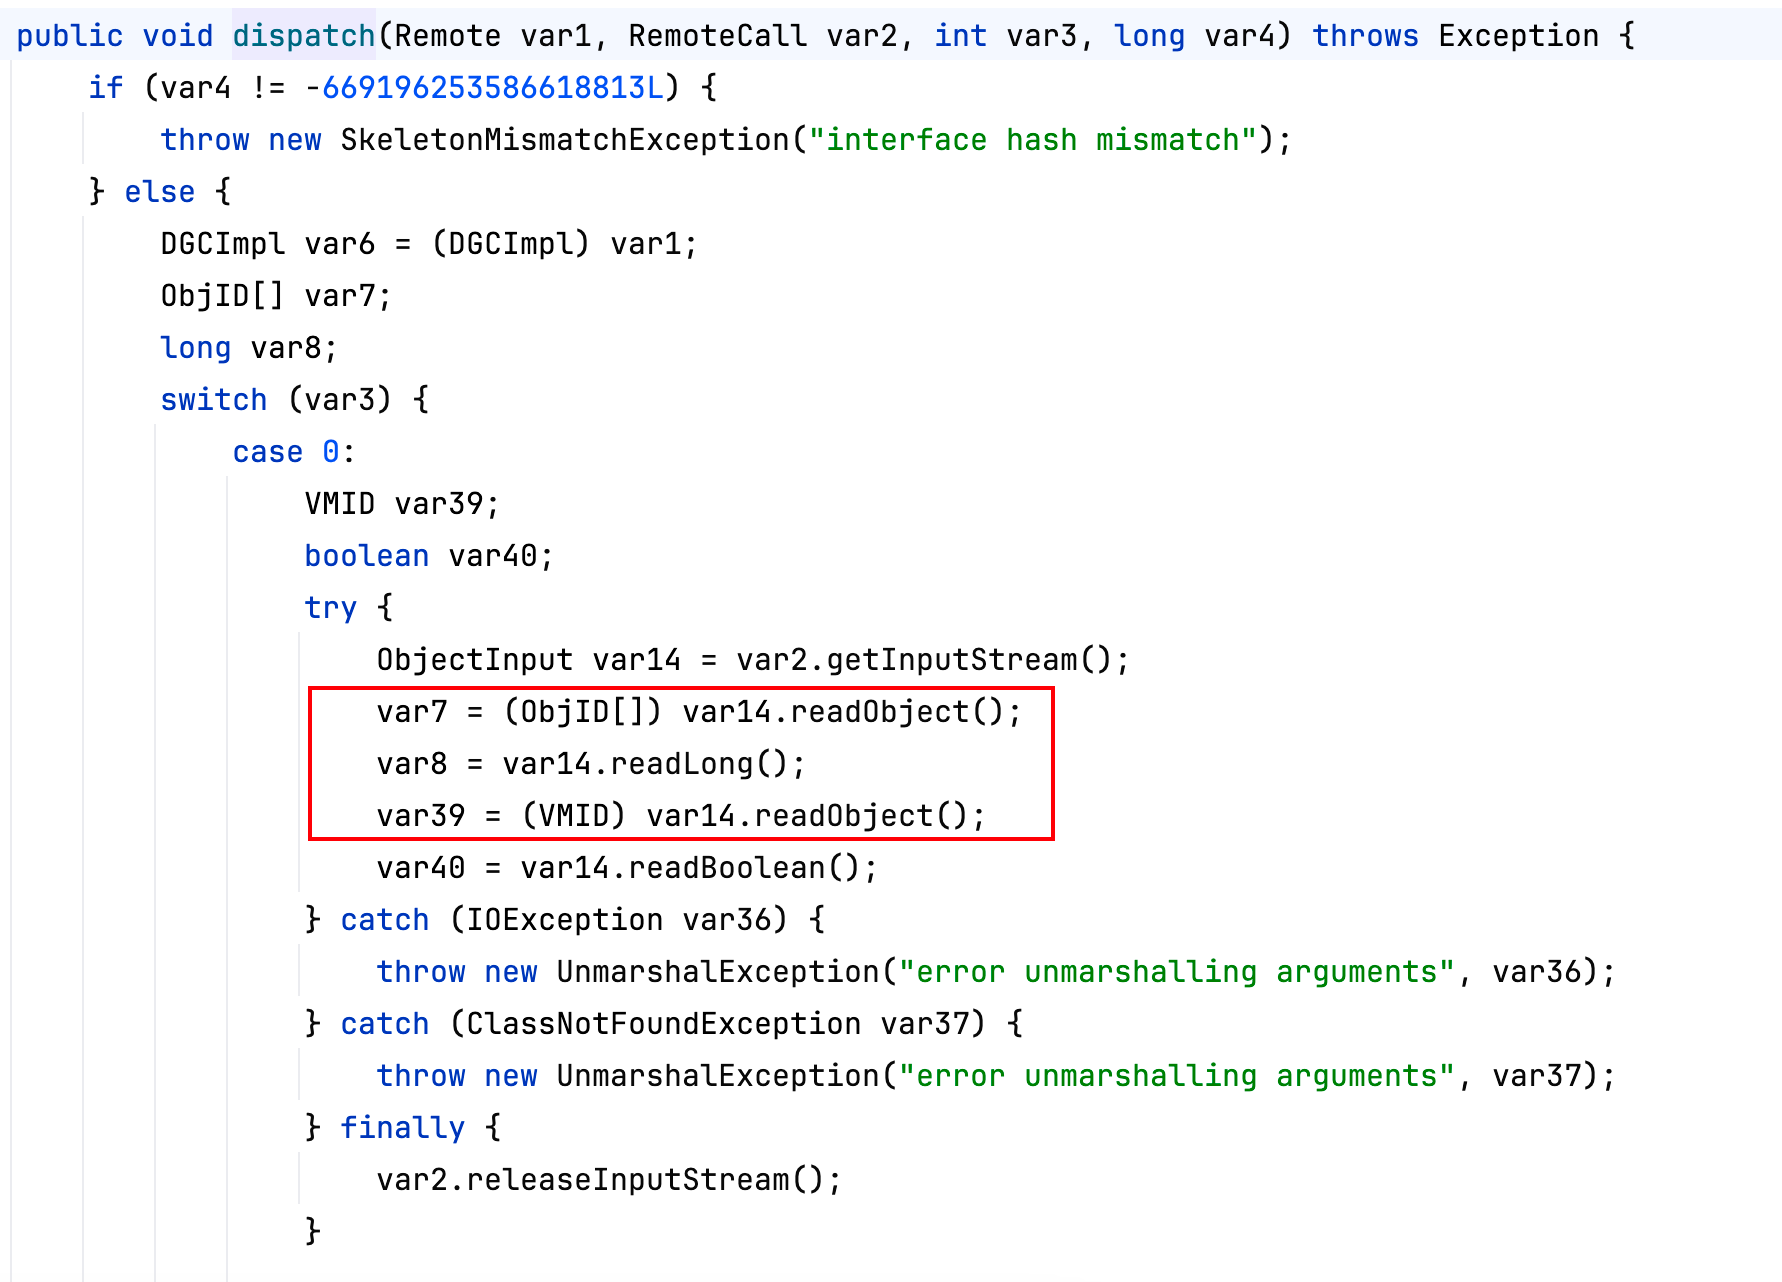 public void dispatch(Remote var1, RemoteCall var2, int var3, long var4) throws Exception {
    if (var4 != -669196253586618813L) {
        throw new SkeletonMismatchException("interface hash mismatch");
    } else {
        DGCImpl var6 = (DGCImpl) var1;
        ObjID[] var7;
        long var8;
        switch (var3) {
            case 0:
                VMID var39;
                boolean var40;
                try {
                    ObjectInput var14 = var2.getInputStream();
                    var7 = (ObjID[]) var14.readObject();
                    var8 = var14.readLong();
                    var39 = (VMID) var14.readObject();
                    var40 = var14.readBoolean();
                } catch (IOException var36) {
                    throw new UnmarshalException("error unmarshalling arguments", var36);
                } catch (ClassNotFoundException var37) {
                    throw new UnmarshalException("error unmarshalling arguments", var37);
                } finally {
                    var2.releaseInputStream();
                }